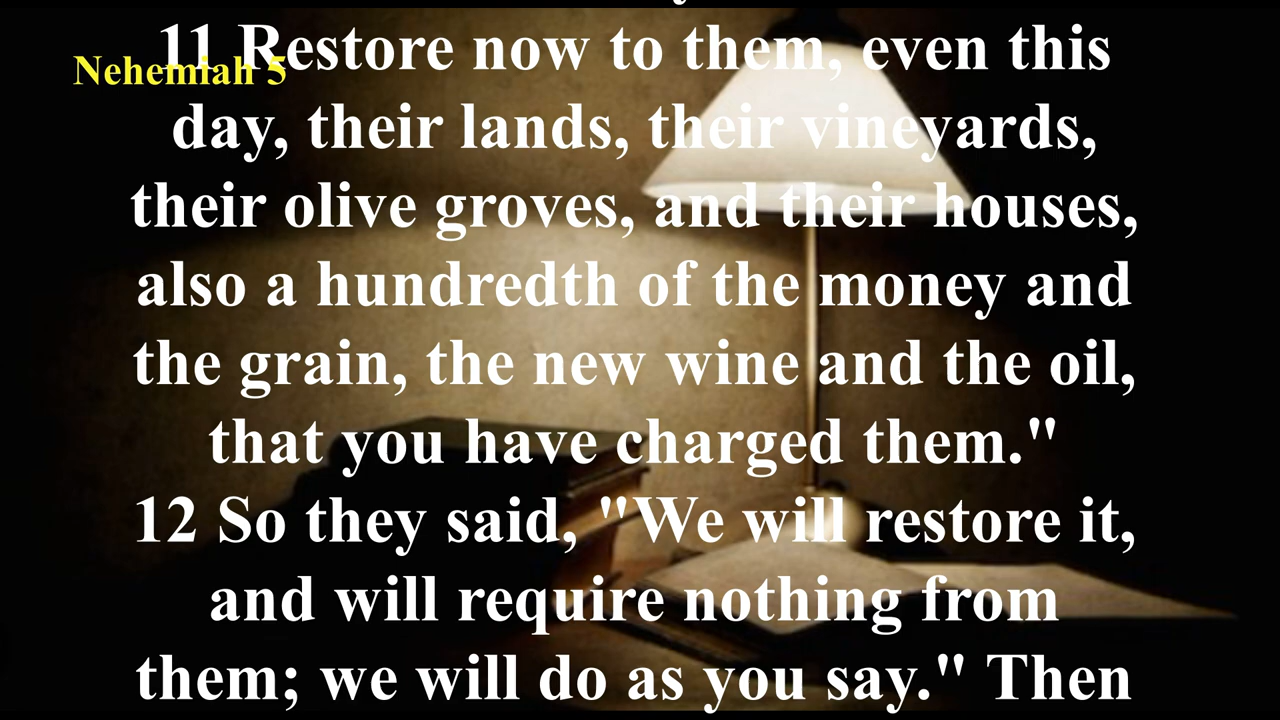 Nehemiah 5
11 Restore now to them, even this
day, their lands, their vineyards,
their olive groves, and their houses,
also a hundredth of the money and
the grain, the new wine and the oil,
that you have charged them."
12 So they said, "We will restore it,
and will require nothing from
them; we will do as you say." Then